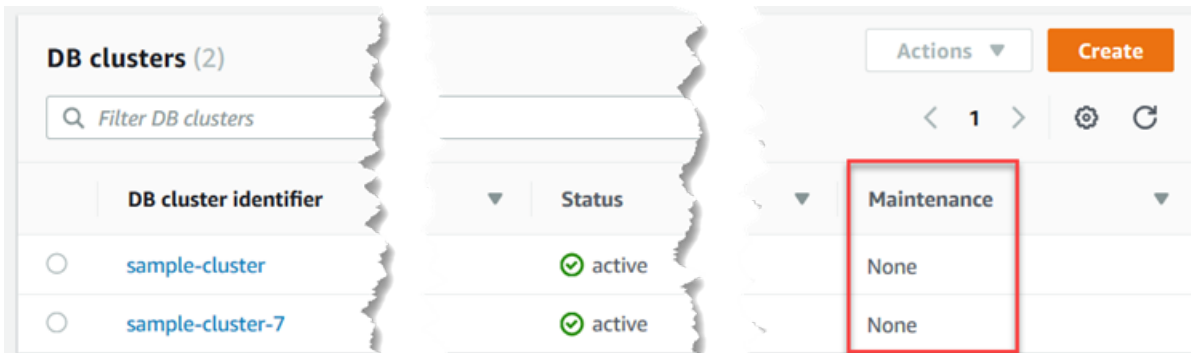 DB clusters (2)
Actions
Create
Filter DB clusters
1
DB cluster identifier Status Maintenance
sample-cluster active None
sample-cluster-7 active None